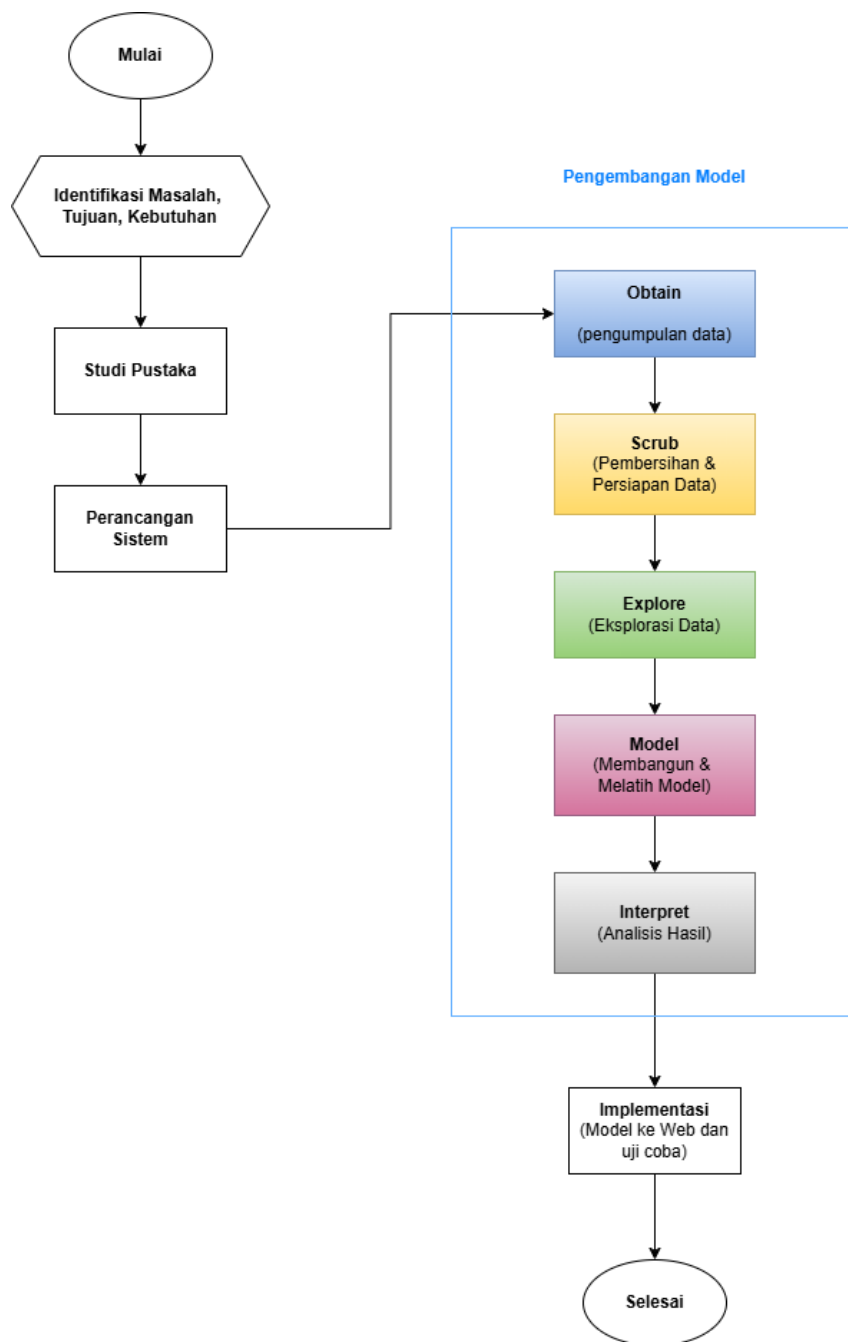 Mulai
Identifikasi Masalah,
Tujuan, Kebutuhan
Studi Pustaka
Perancangan
Sistem
Pengembangan Model
Obtain
(pengumpulan data)
Scrub
(Pembersihan &
Persiapan Data)
Explore
(Eksplorasi Data)
Model
(Membangun &
Melatih Model)
Interpret
(Analisis Hasil)
Implementasi
(Model ke Web dan
uji coba)
Selesai